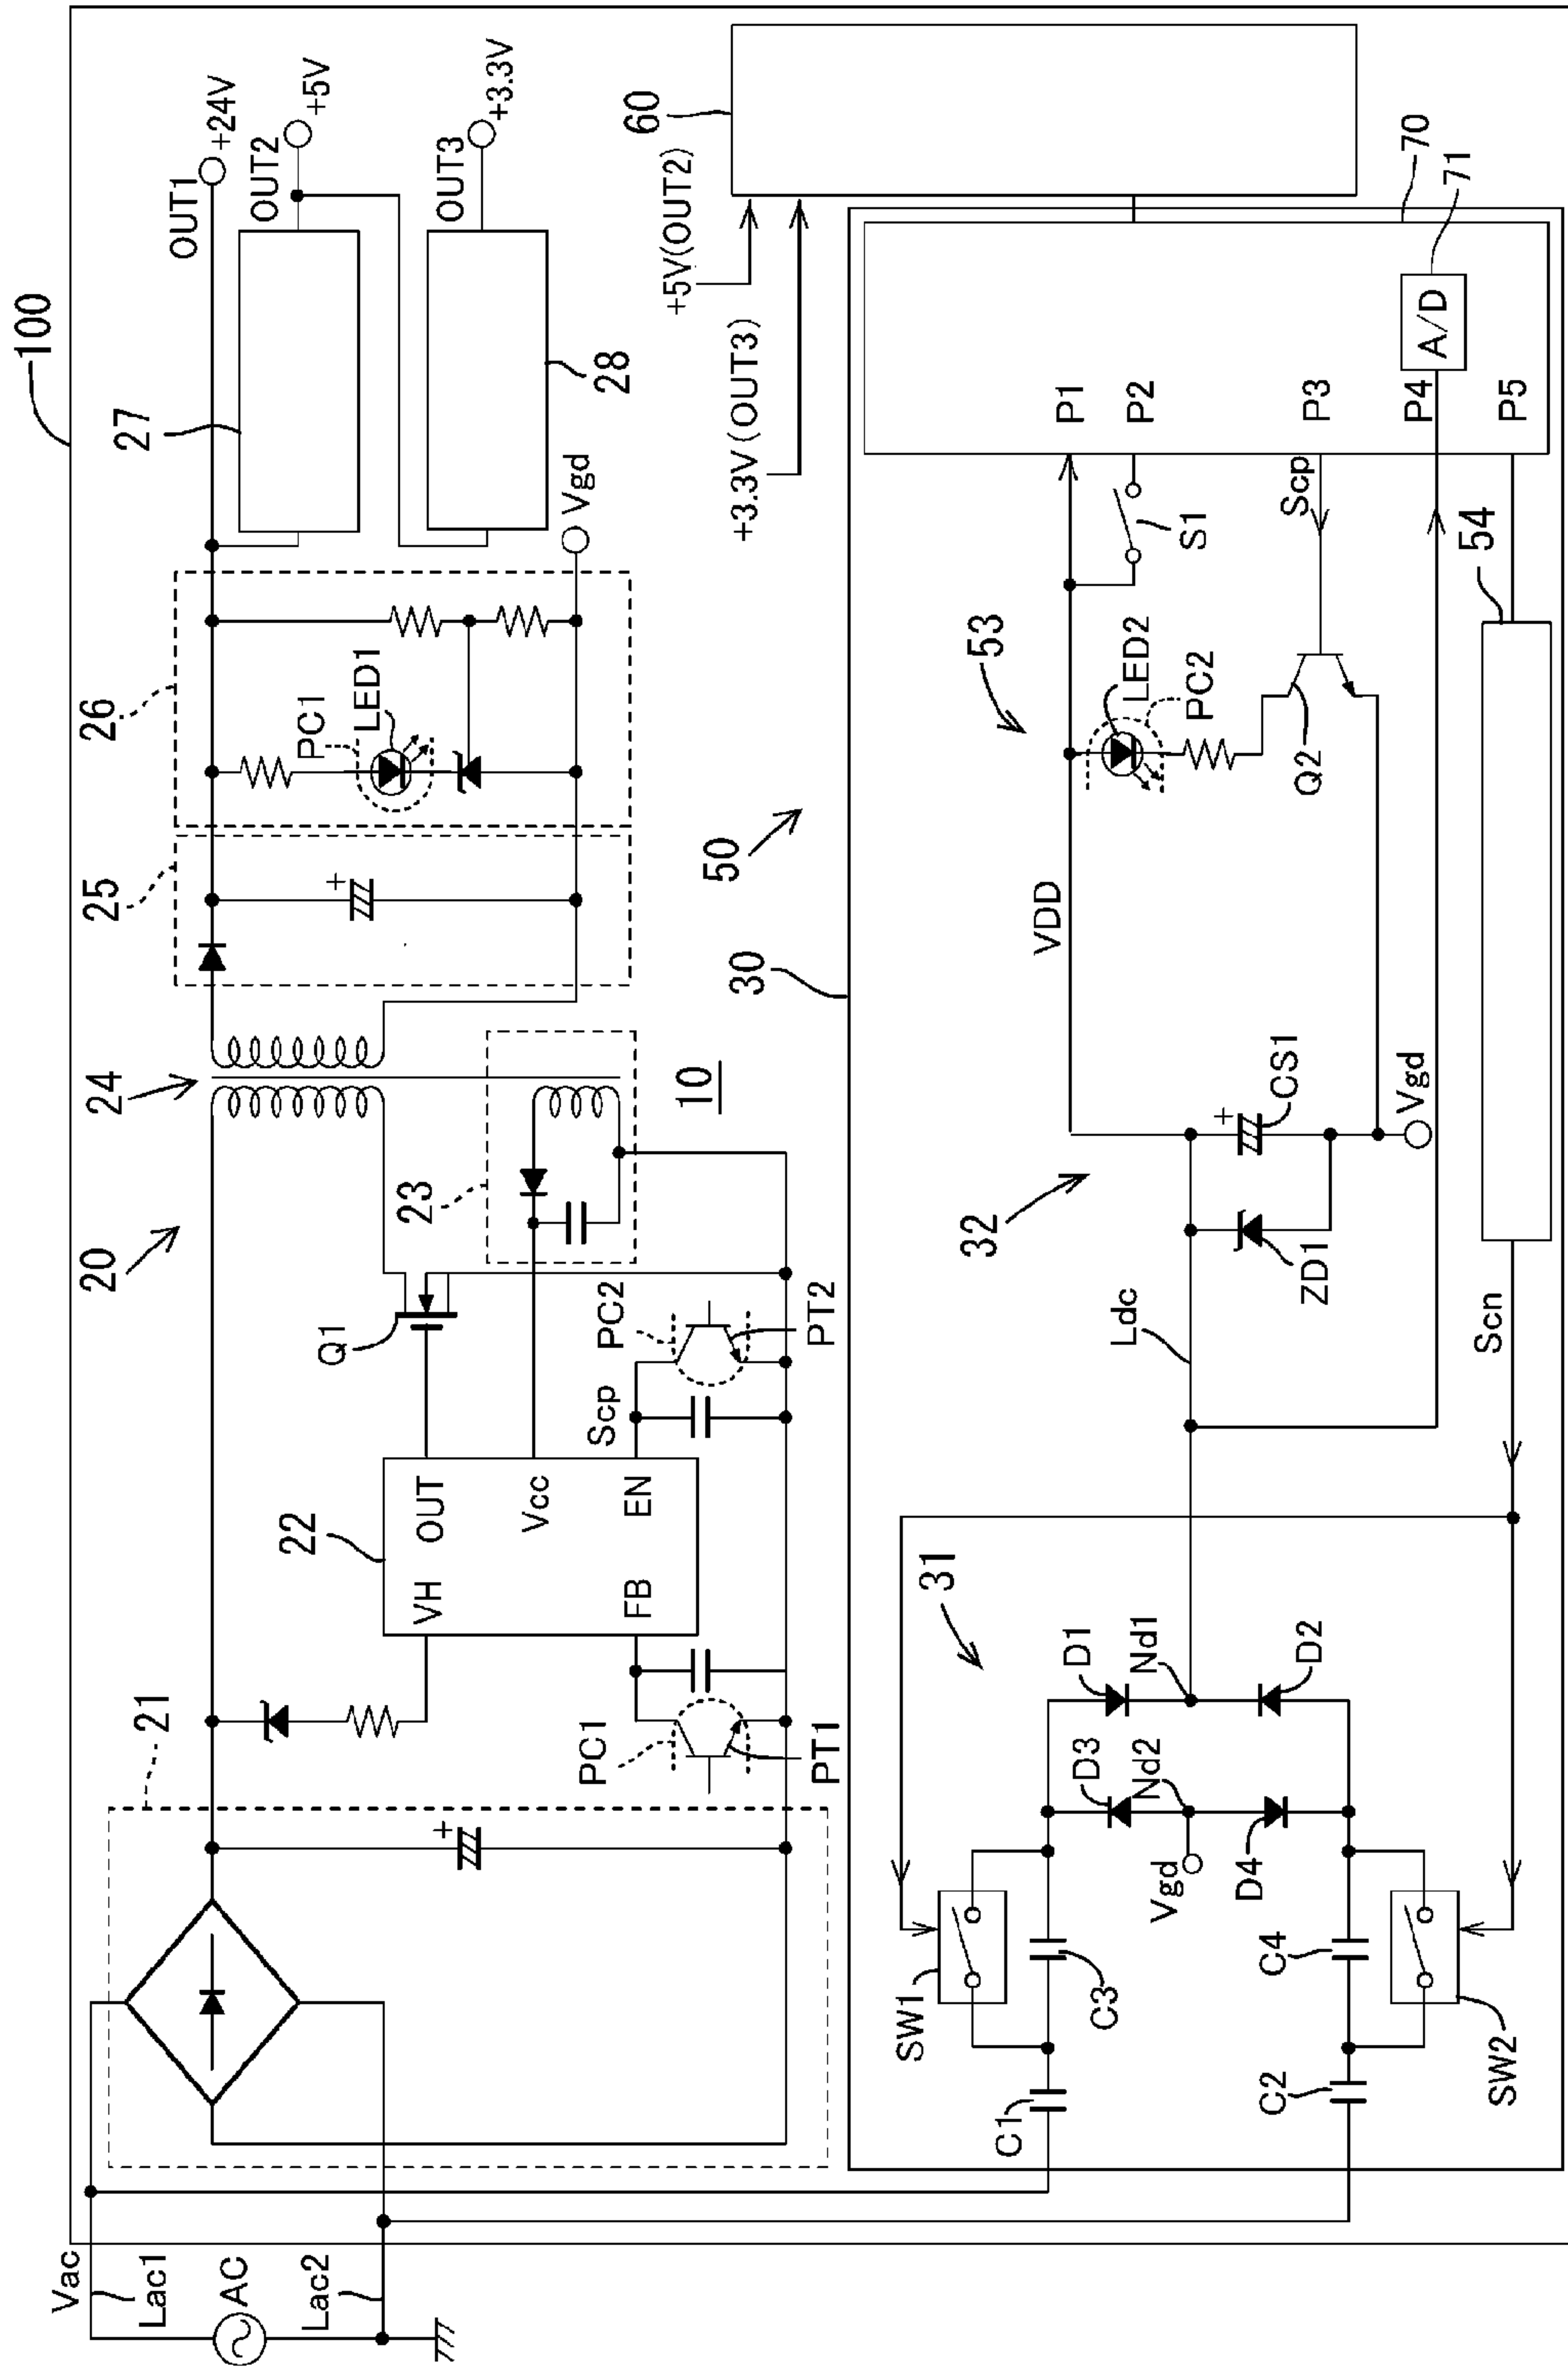 100
Vac
Lac1
AC
Lac2
21
20
24
25
26
27
28
OUT1
+24V
OUT2
+5V
OUT3
+3.3V
Vgd
PC1
LED1
22
VH
OUT
Vcc
FB
EN
Scp
Q1
23
10
PC1
PT1
PC2
PT2
30
50
60
+5V(OUT2)
+3.3V(OUT3)
31
32
53
54
70
71
SW1
C1
C3
D1
D3
Nd1
Nd2
Vgd
D4
D2
C2
C4
SW2
Ldc
VDD
ZD1
CS1
Vgd
Scn
LED2
PC2
Q2
S1
Scp
P1
P2
P3
P4
P5
A/D